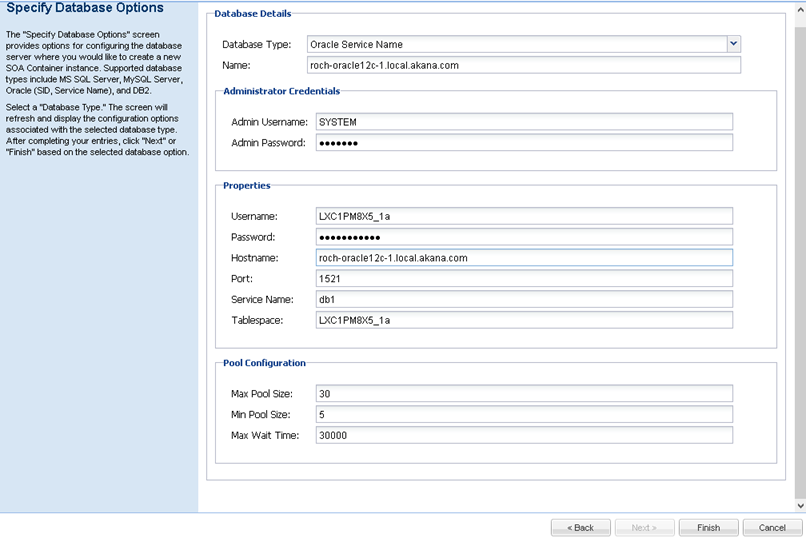 Specify Database Options
The "Specify Database Options" screen
provides options for configuring the database
server where you would like to create a new
SOA Container instance. Supported database
types include MS SQL Server, MySQL Server,
Oracle (SID, Service Name), and DB2.
Select a "Database Type." The screen will
refresh and display the configuration options
associated with the selected database type.
After completing your entries, click "Next" or
"Finish" based on the selected database option.
Database Details
Database Type: Oracle Service Name
Name: roch-oracle12c-1.local.akana.com
Administrator Credentials
Admin Username: SYSTEM
Admin Password: •••••••
Properties
Username: LXC1PM8X5_1a
Password: •••••••••••
Hostname: roch-oracle12c-1.local.akana.com
Port: 1521
Service Name: db1
Tablespace: LXC1PM8X5_1a
Pool Configuration
Max Pool Size: 30
Min Pool Size: 5
Max Wait Time: 30000
< Back Next > Finish Cancel